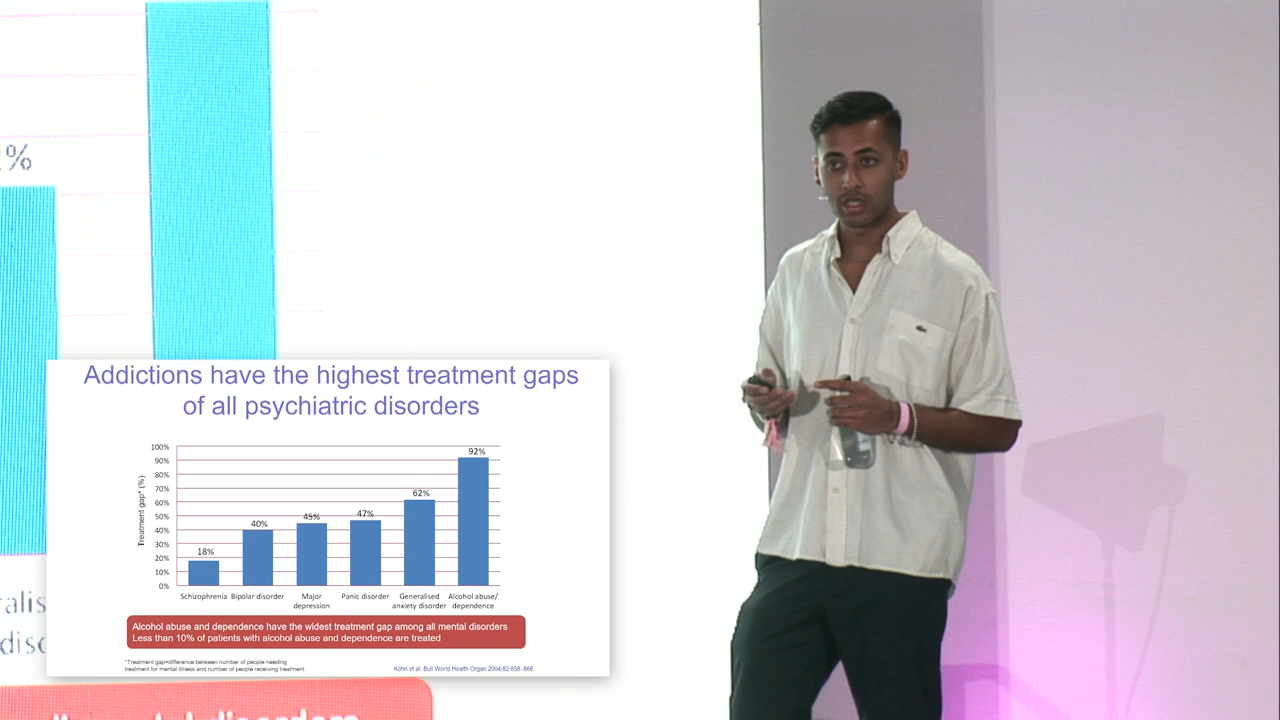 Addictions have the highest treatment gaps
of all psychiatric disorders
Treatment gap* (%)
100%
90%
80%
70%
60%
50%
40%
30%
20%
10%
0%
18%
40%
45%
47%
62%
92%
Schizophrenia
Bipolar disorder
Major
depression
Panic disorder
Generalised
anxiety disorder
Alcohol abuse/
dependence
Alcohol abuse and dependence have the widest treatment gap among all mental disorders
Less than 10% of patients with alcohol abuse and dependence are treated
*Treatment gap=difference between number of people needing
treatment for mental illness and number of people receiving treatment
Kohn et al. Bull World Health Organ 2004;82:858–866